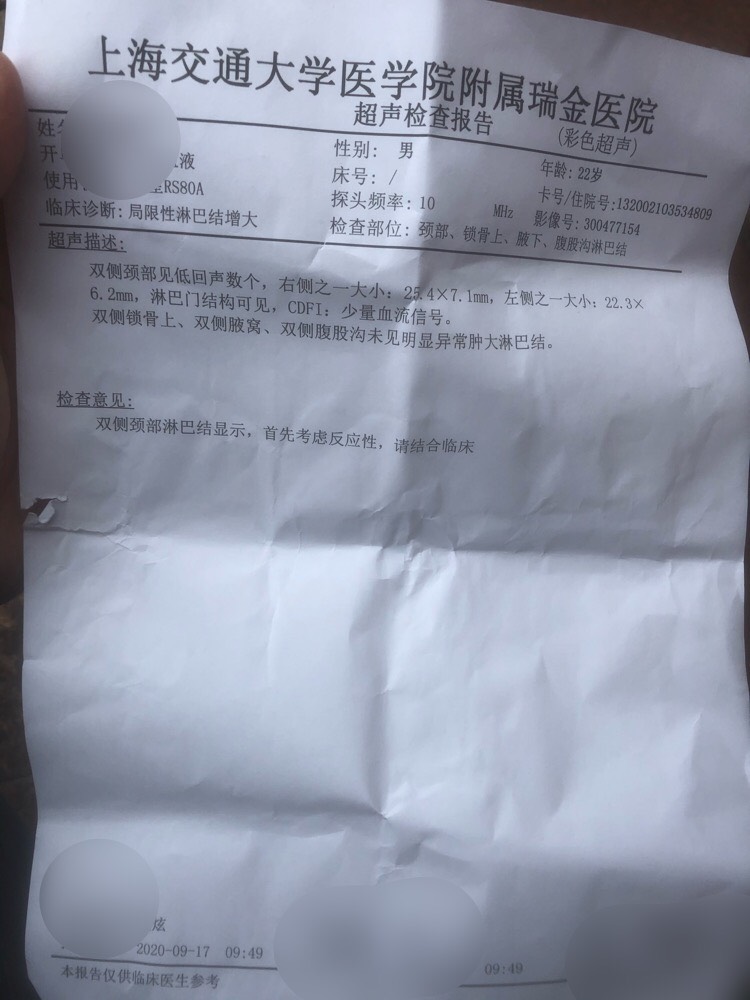 上海交通大学医学院附属瑞金医院
超声检查报告 (彩色超声)
姓 性别: 男 年龄: 22岁
开 液 床号: / 卡号/住院号:132002103534809
使用 RS80A 探头频率: 10 MHz 影像号: 300477154
临床诊断: 局限性淋巴结增大 检查部位: 颈部、锁骨上、腋下、腹股沟淋巴结
超声描述:
双侧颈部见低回声数个，右侧之一大小: 25.4×7.1mm，左侧之一大小: 22.3×
6.2mm，淋巴门结构可见，CDFI: 少量血流信号。
双侧锁骨上、双侧腋窝、双侧腹股沟未见明显异常肿大淋巴结。
检查意见:
双侧颈部淋巴结显示，首先考虑反应性，请结合临床
炫
2020-09-17 09:49 09:49
本报告仅供临床医生参考